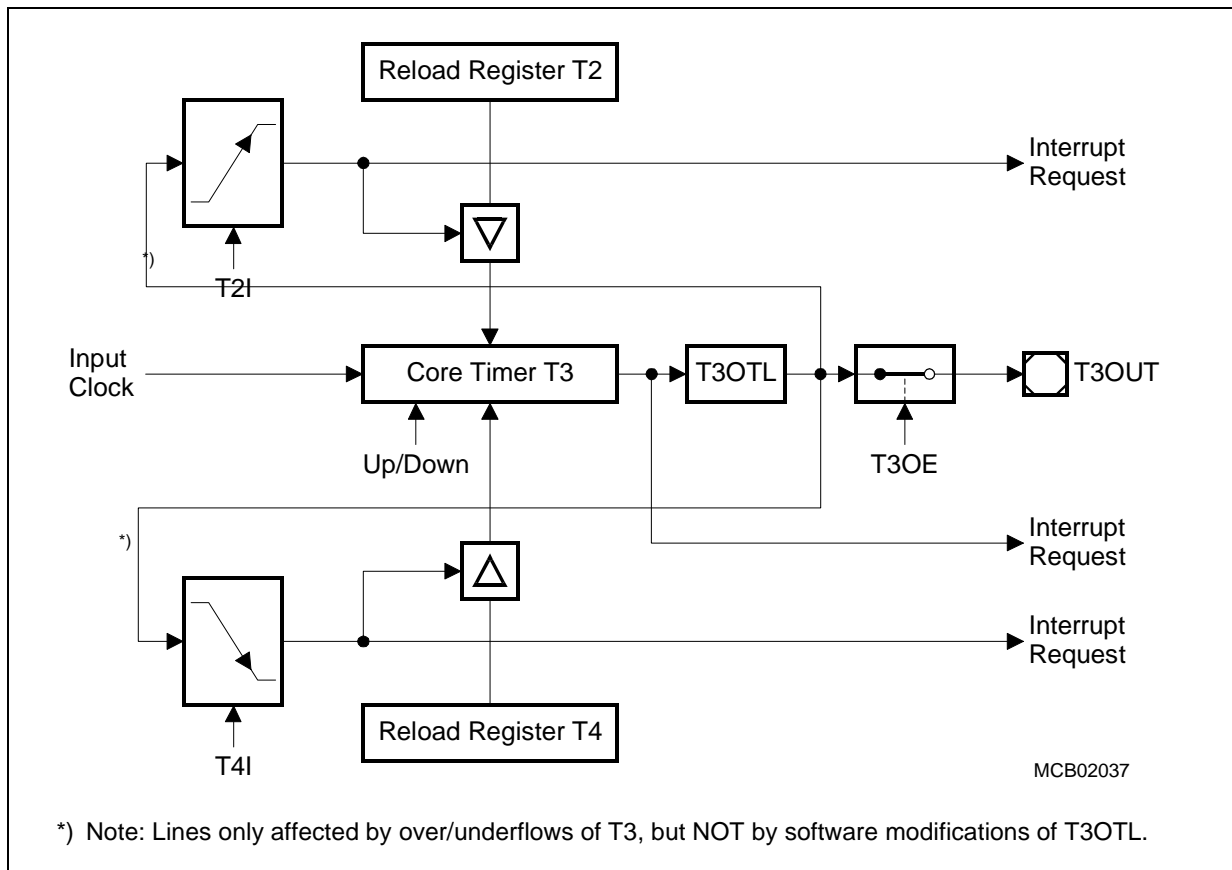 Reload Register T2
Interrupt
Request
*)
T2I
Input
Clock
Core Timer T3
T3OTL
T3OUT
Up/Down
T3OE
*)
Interrupt
Request
Interrupt
Request
Reload Register T4
T4I
MCB02037
*) Note: Lines only affected by over/underflows of T3, but NOT by software modifications of T3OTL.